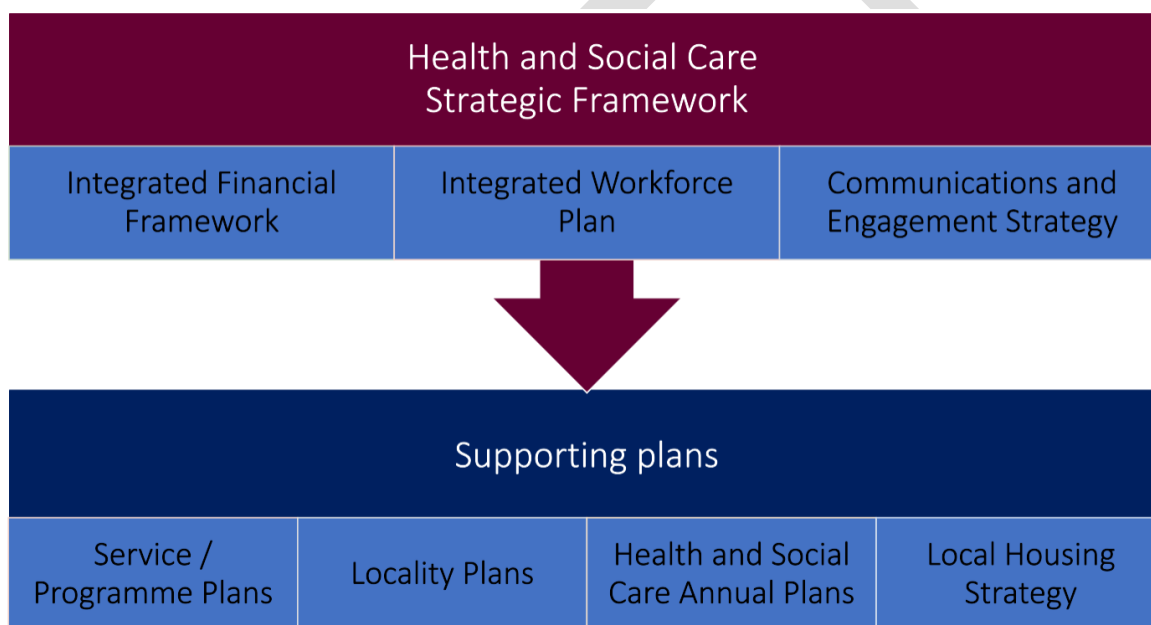 Health and Social Care
Strategic Framework
Integrated Financial
Framework
Integrated Workforce
Plan
Communications and
Engagement Strategy
Supporting plans
Service /
Programme Plans
Locality Plans
Health and Social
Care Annual Plans
Local Housing
Strategy